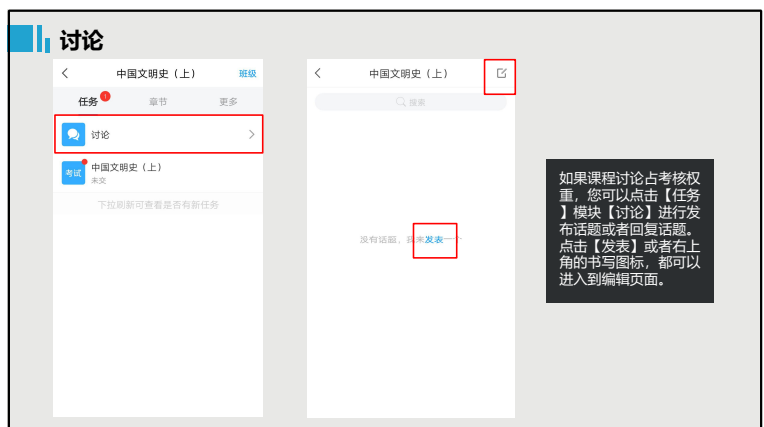 讨论
中国文明史（上）
班级
任务
1
章节
更多
讨论
考试
中国文明史（上）
未交
下拉刷新可查看是否有新任务
中国文明史（上）
搜索
没有话题，我来发表一个
如果课程讨论占考核权
重，您可以点击【任务
】模块【讨论】进行发
布话题或者回复话题。
点击【发表】或者右上
角的书写图标，都可以
进入到编辑页面。